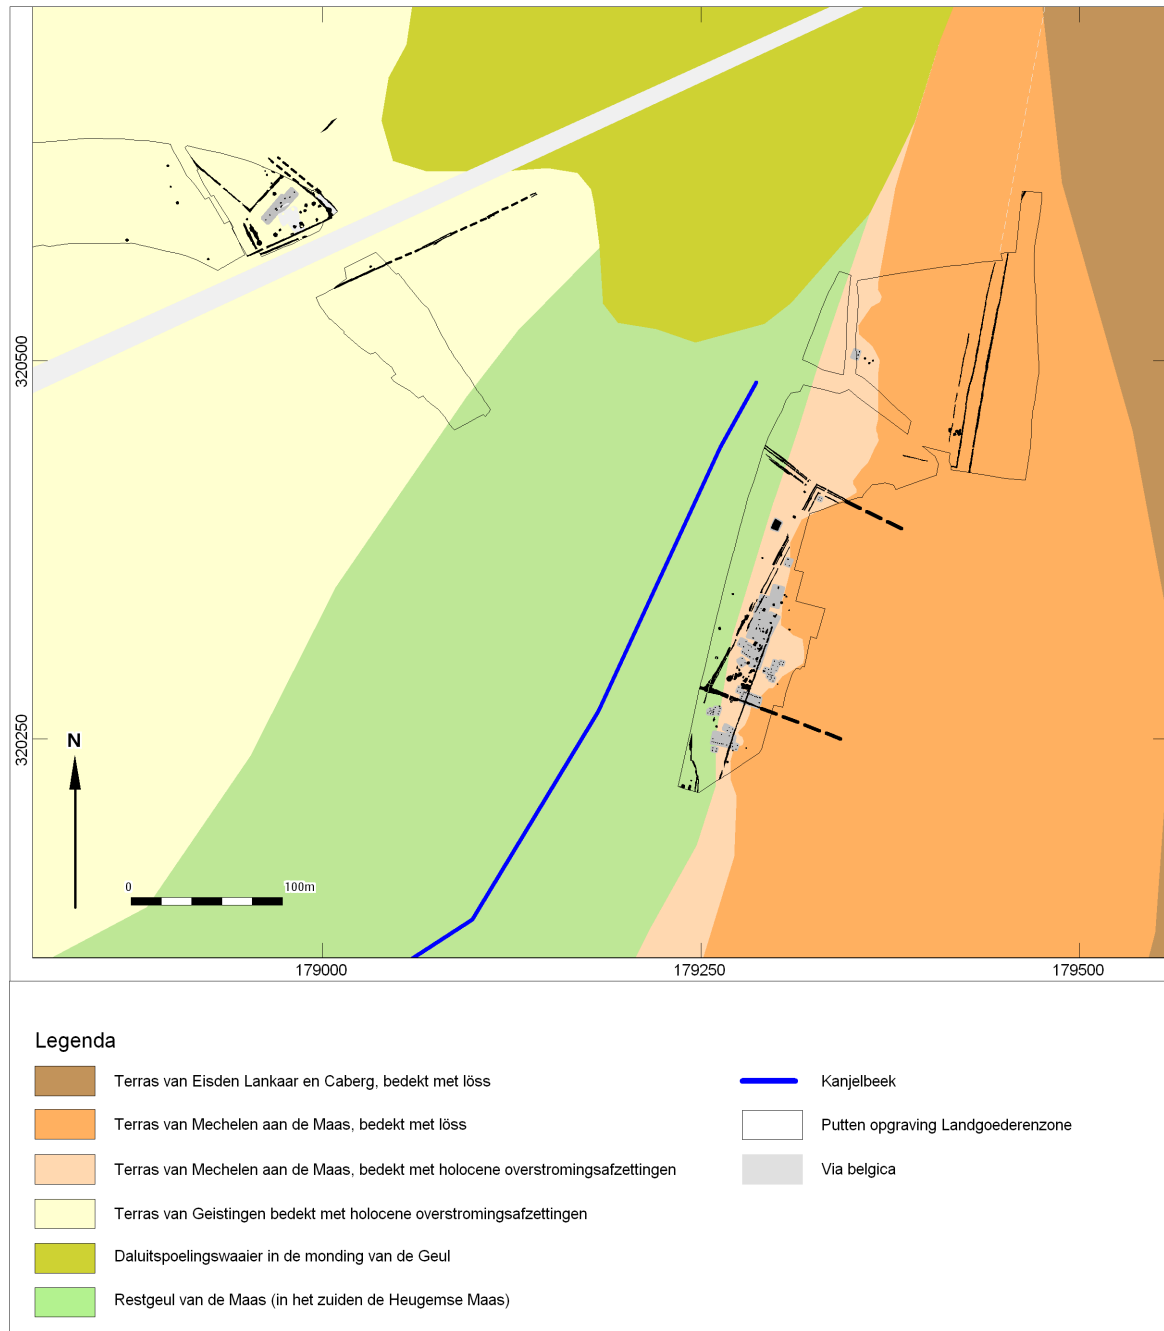 320500
320250
N
0
100m
179000
179250
179500
Legenda
Terras van Eisden Lankaar en Caberg, bedekt met löss
Terras van Mechelen aan de Maas, bedekt met löss
Terras van Mechelen aan de Maas, bedekt met holocene overstromingsafzettingen
Terras van Geistingen bedekt met holocene overstromingsafzettingen
Daluitspoelingswaaier in de monding van de Geul
Restgeul van de Maas (in het zuiden de Heugemse Maas)
Kanjelbeek
Putten opgraving Landgoederenzone
Via belgica